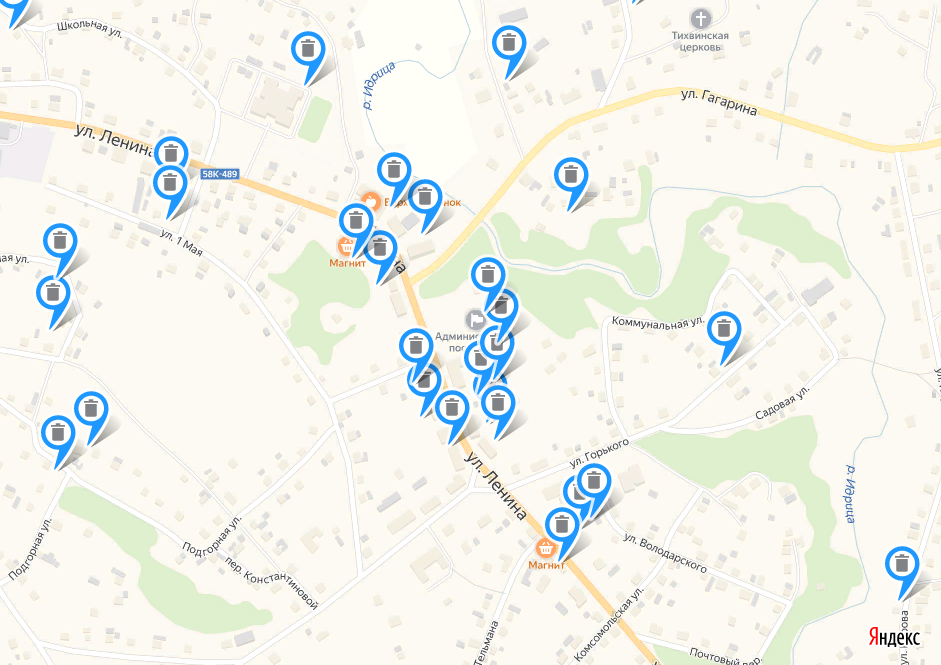 Школьная ул.
Тихвинская
церковь
р. Идрица
ул. Гагарина
ул. Ленина
58К-489
ул. 1 Мая
Магнит
Коммунальная ул.
Садовая ул.
ул. Горького
ул. Ленина
р. Идрица
Подгорная ул.
Подгорная ул.
пер. Константиновой
Магнит
ул. Володарского
Комсомольская ул.
Тельмана
Почтовый пер.
Яндекс